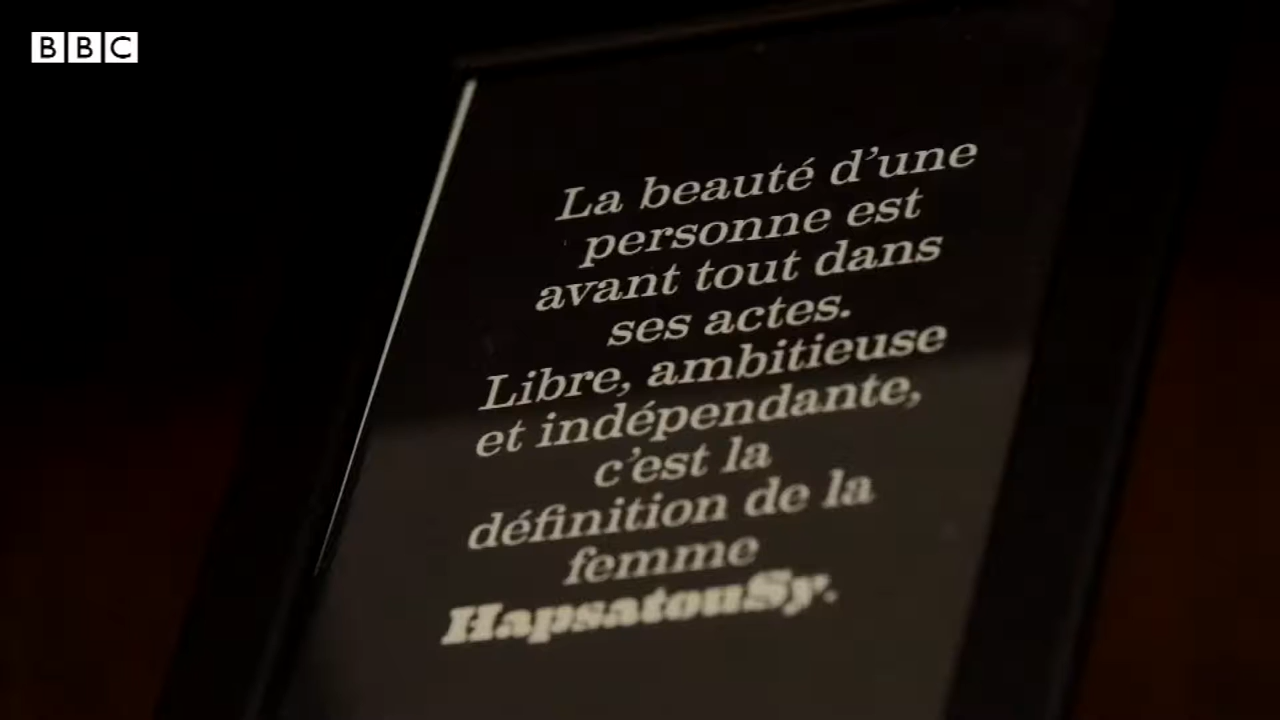 BBC
La beauté d’une
personne est
avant tout dans
ses actes.
Libre, ambitieuse
et indépendante,
c’est la
définition de la
femme
HapsatouSy.